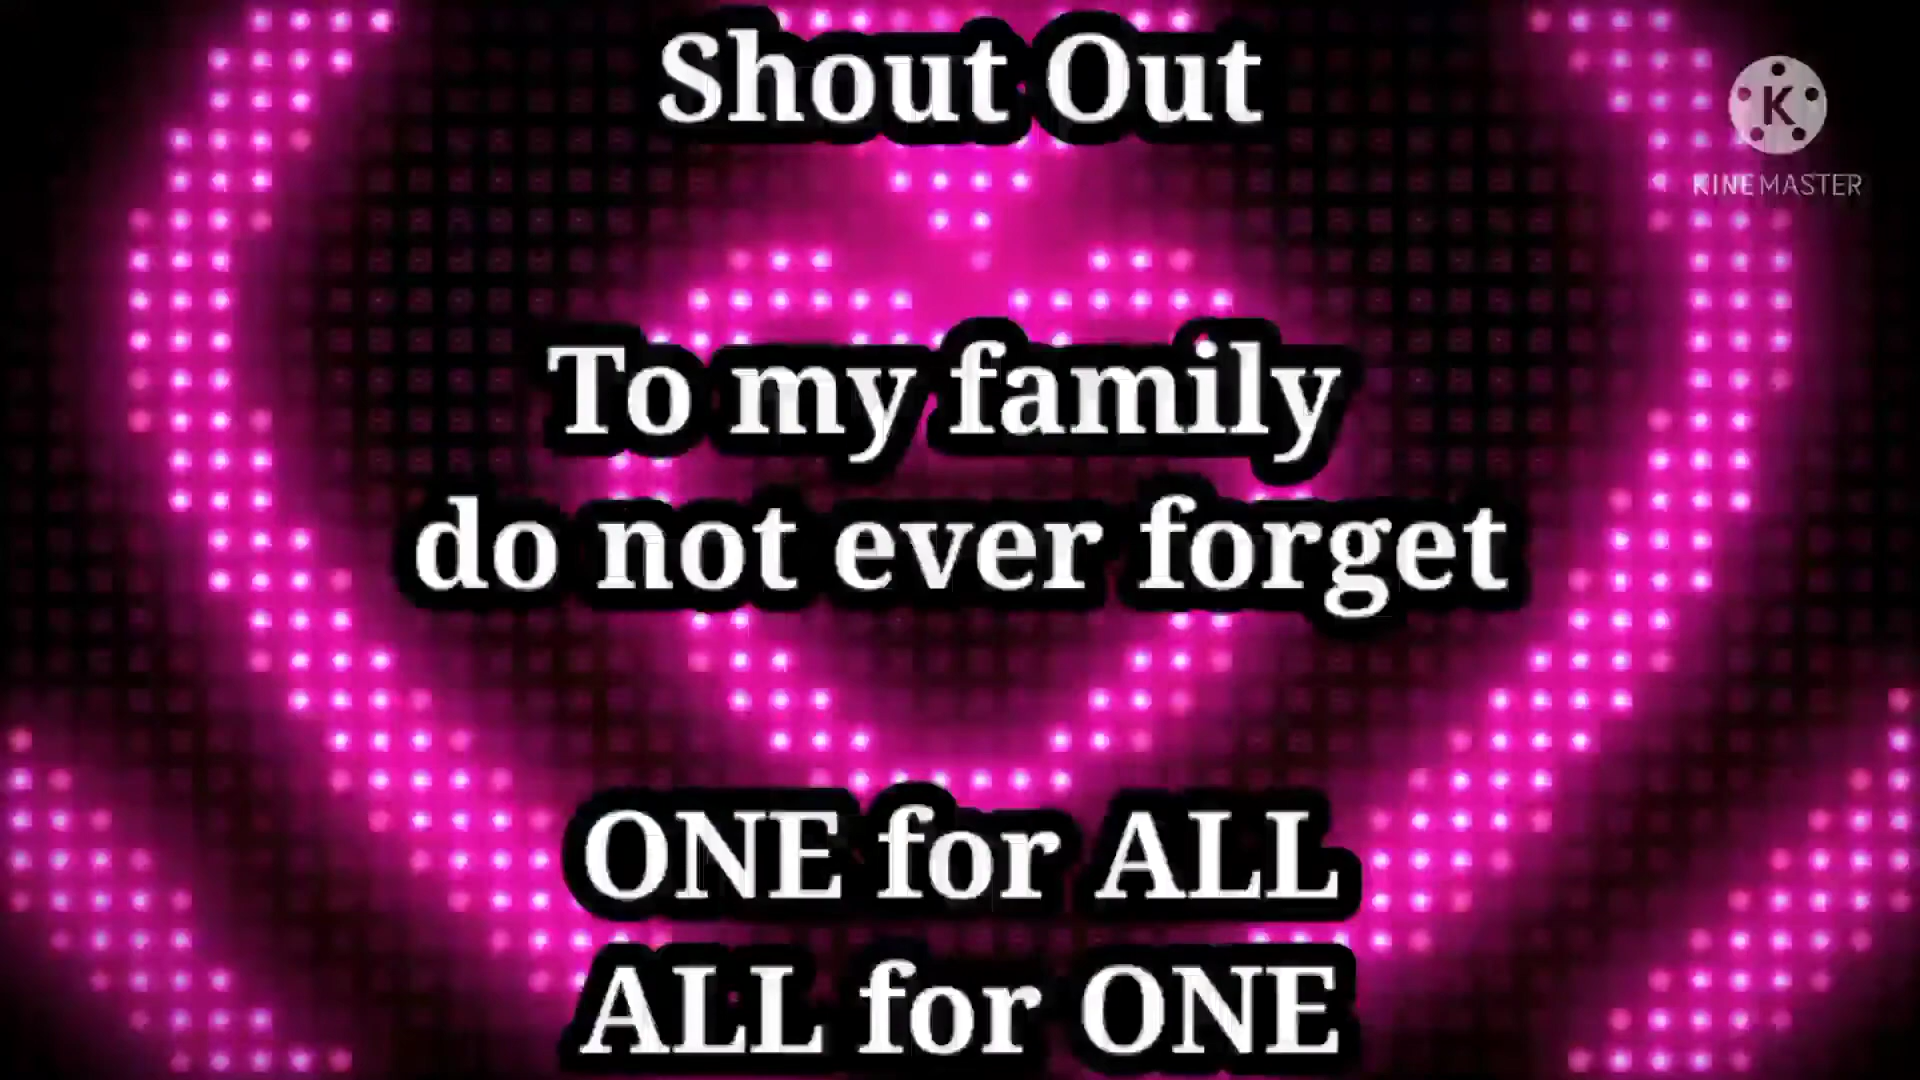 Shout Out
K
KINEMASTER
To my family
do not ever forget
ONE for ALL
ALL for ONE